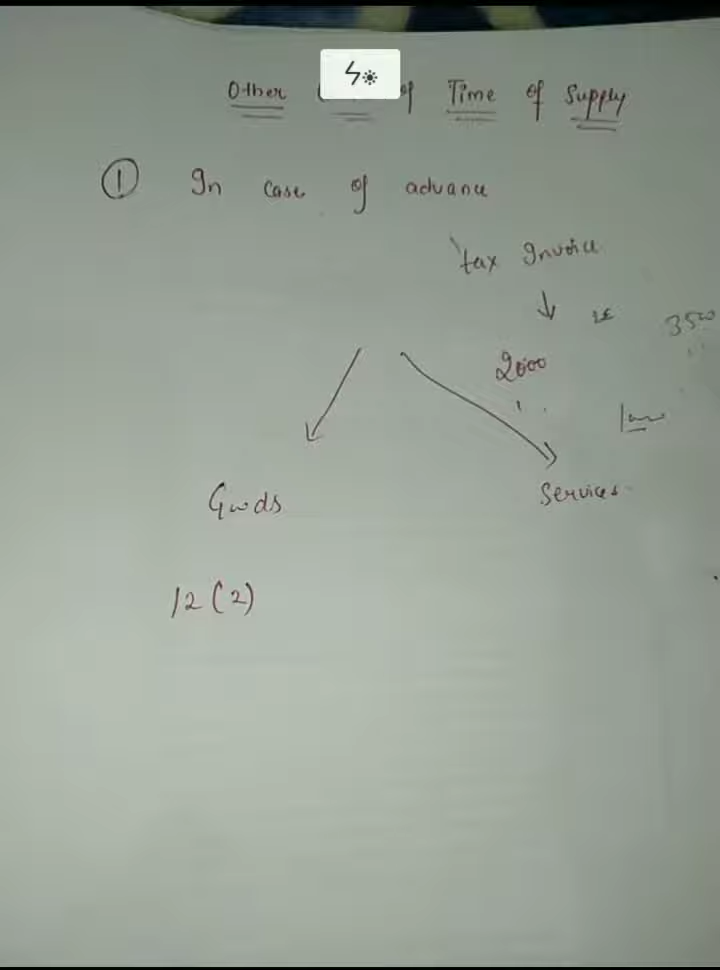 Other of Time of Supply
① In case of advance
tax Invoice
3500
2000
Goods
Services
12 (2)